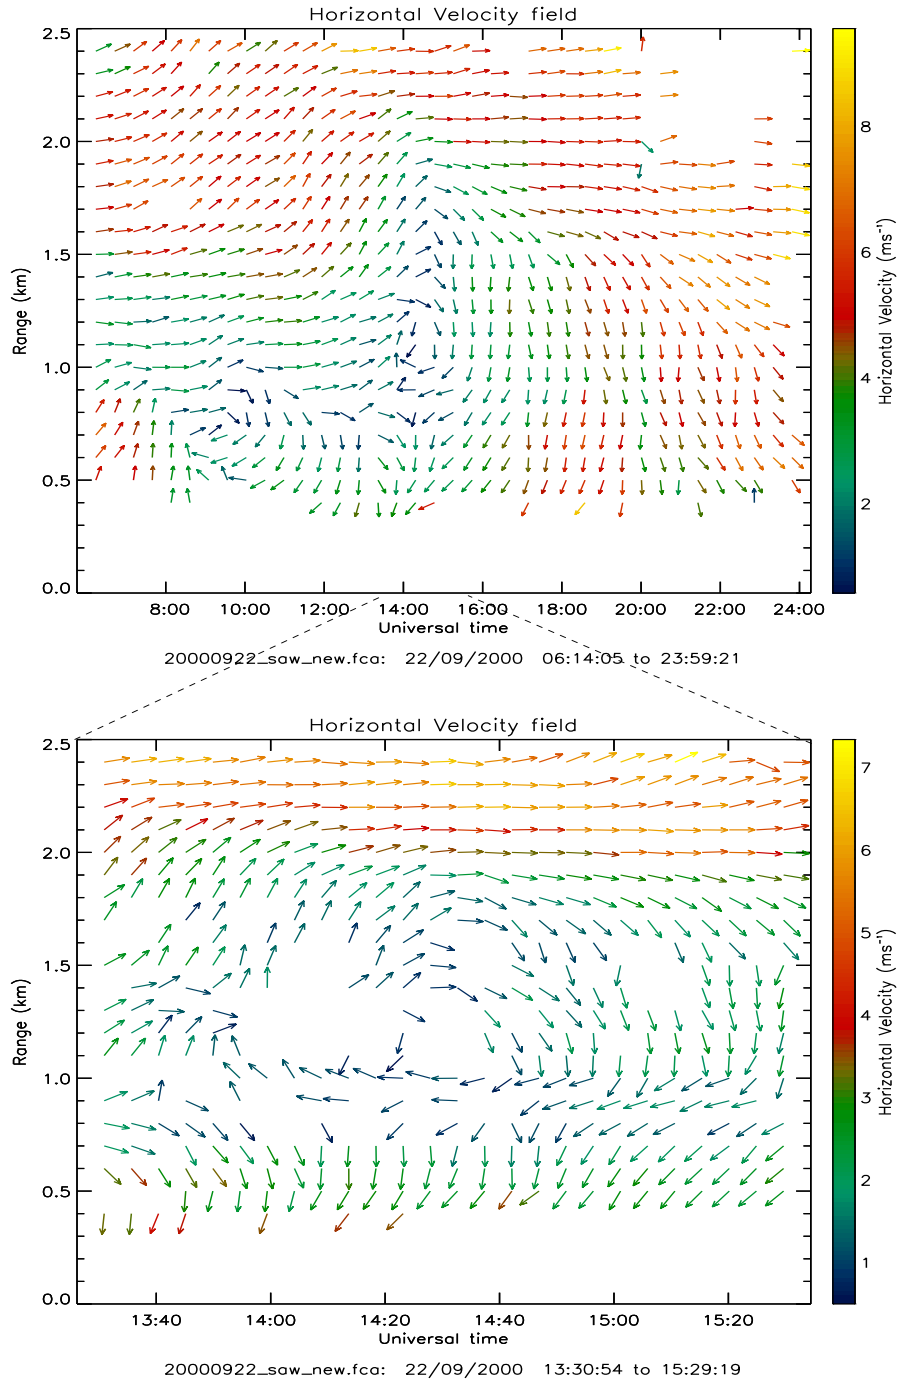 Horizontal Velocity field
2.5
2.0
1.5
1.0
0.5
0.0
Range (km)
8:00 10:00 12:00 14:00 16:00 18:00 20:00 22:00 24:00
Universal time
8
6
4
2
Horizontal Velocity (ms⁻¹)
20000922_saw_new.fca: 22/09/2000 06:14:05 to 23:59:21
Horizontal Velocity field
2.5
2.0
1.5
1.0
0.5
0.0
Range (km)
13:40 14:00 14:20 14:40 15:00 15:20
Universal time
7
6
5
4
3
2
1
Horizontal Velocity (ms⁻¹)
20000922_saw_new.fca: 22/09/2000 13:30:54 to 15:29:19